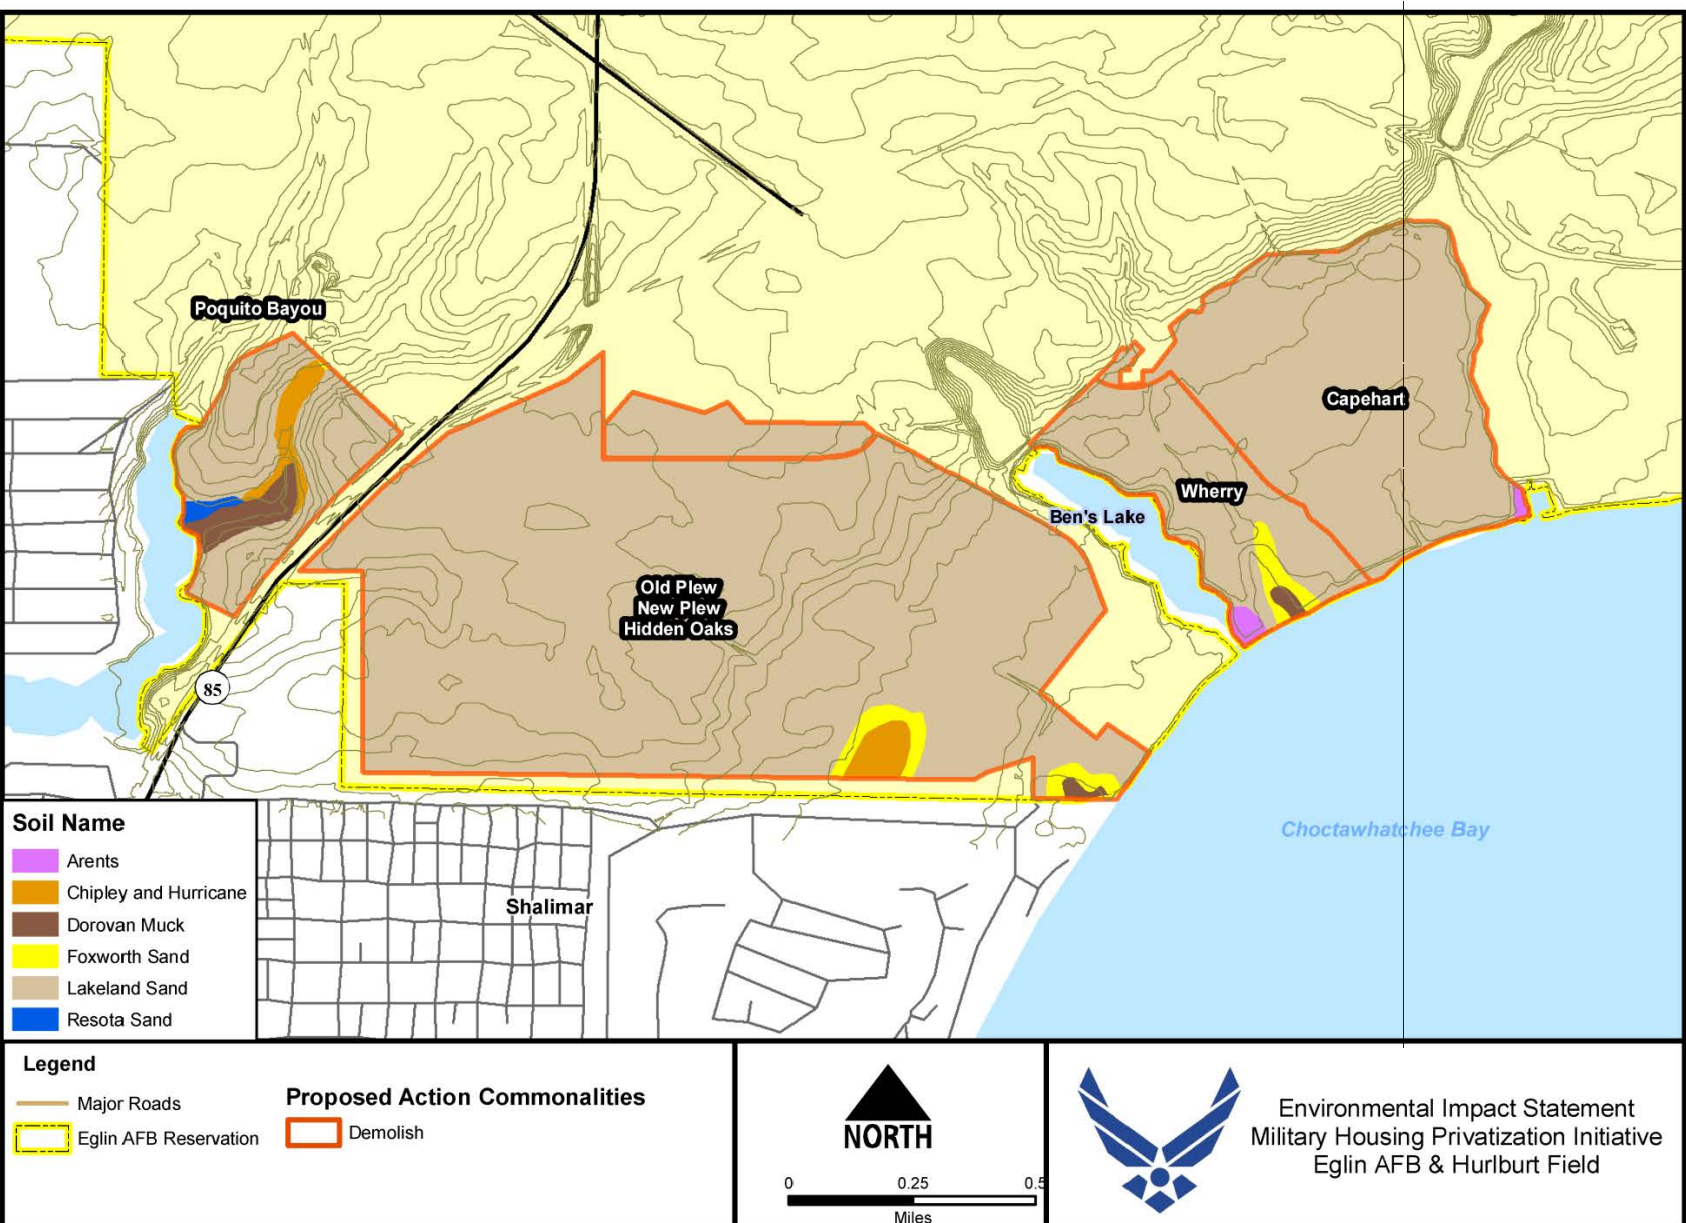 Poquito Bayou
Capehart
Wherry
Ben's Lake
Old Plew
New Plew
Hidden Oaks
85
Choctawhatchee Bay
Shalimar
Soil Name
Arents
Chipley and Hurricane
Dorovan Muck
Foxworth Sand
Lakeland Sand
Resota Sand
Legend
Major Roads
Eglin AFB Reservation
Proposed Action Commonalities
Demolish
NORTH
0 0.25 0.5
Miles
Environmental Impact Statement
Military Housing Privatization Initiative
Eglin AFB & Hurlburt Field